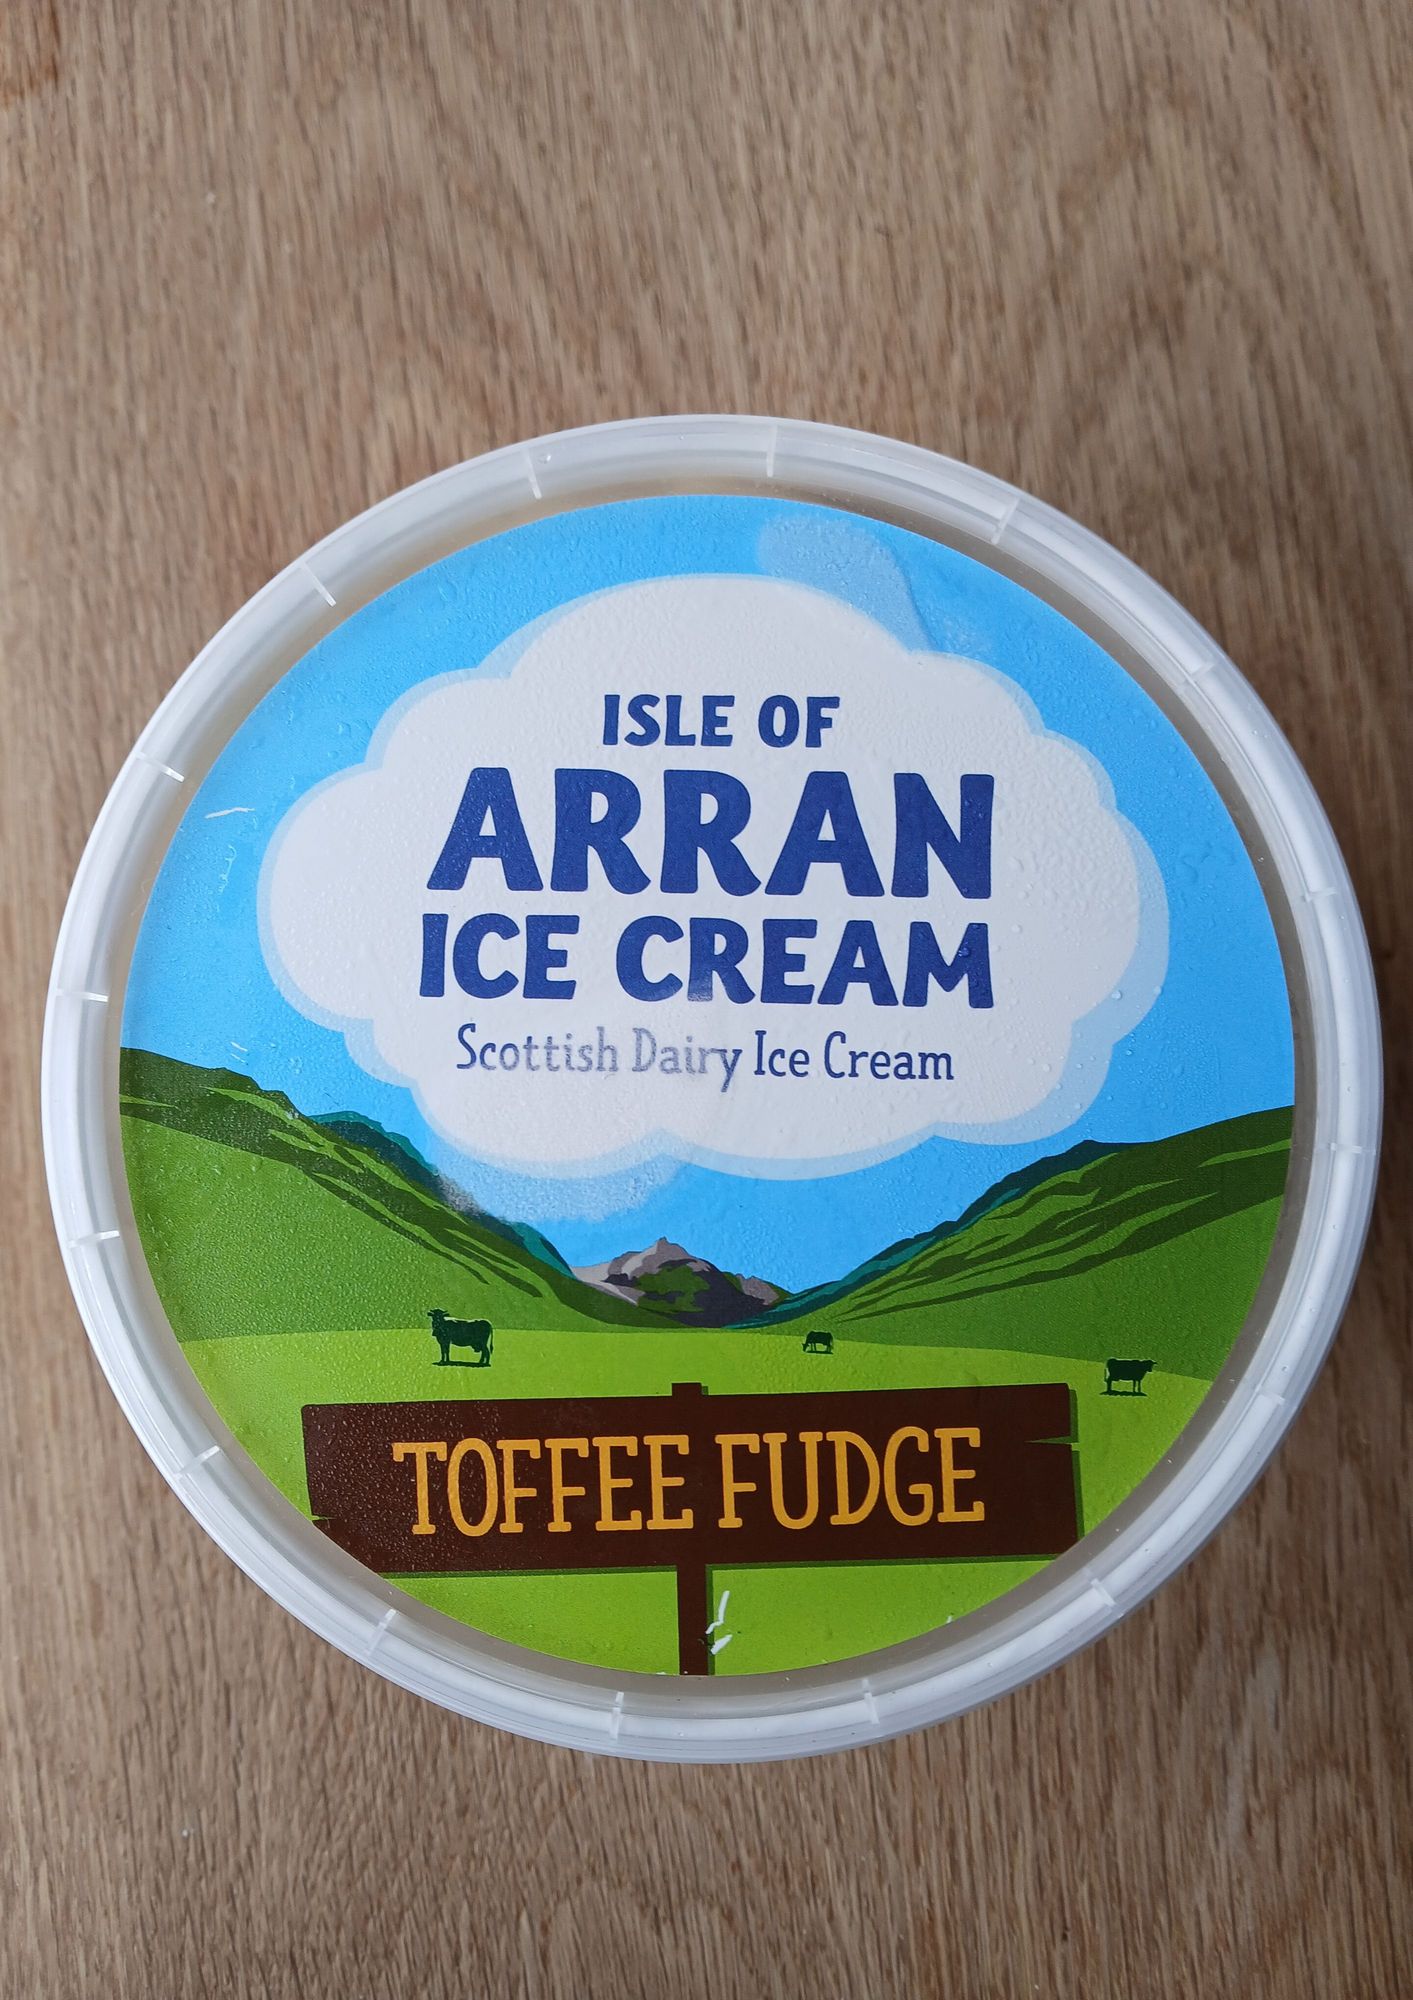 ISLE OF
ARRAN
ICE CREAM
Scottish Dairy Ice Cream
TOFFEE FUDGE